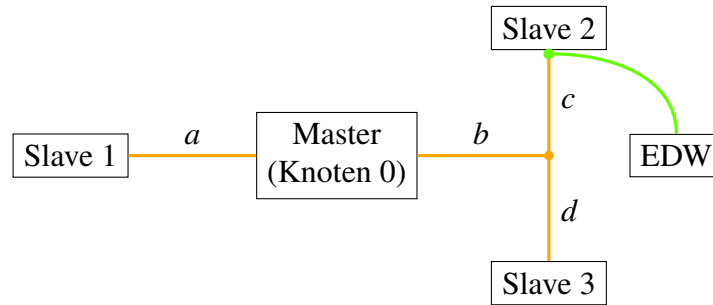 Slave 2
c
a
Master
b
Slave 1
(Knoten 0)
EDW
d
Slave 3